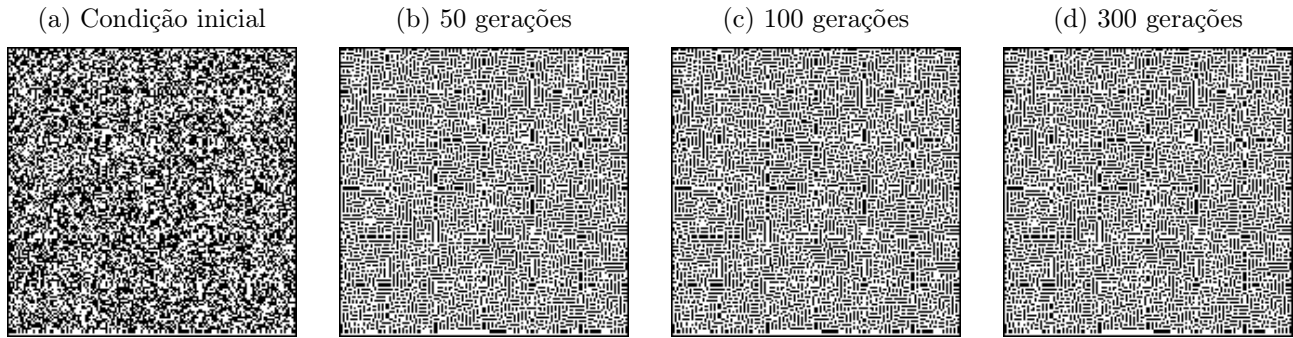 (a) Condição inicial
(b) 50 gerações
(c) 100 gerações
(d) 300 gerações